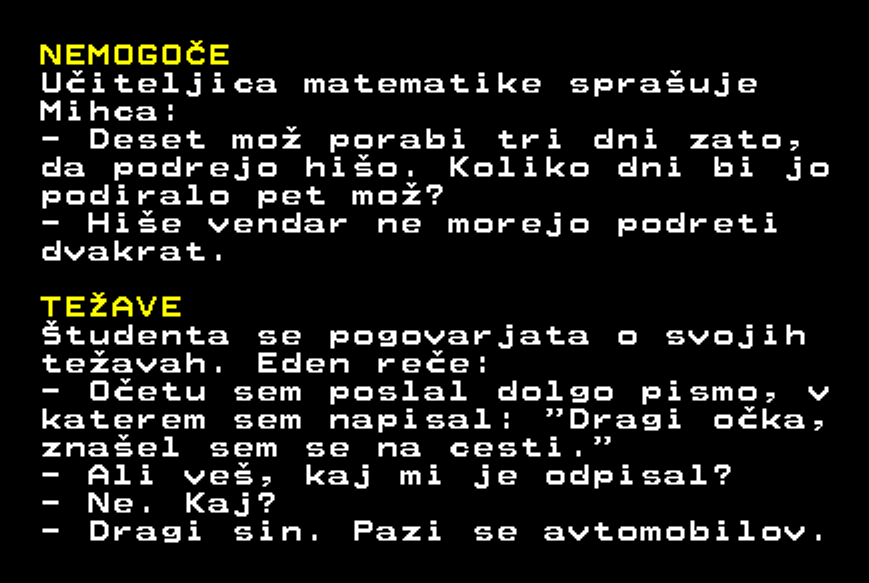 NEMOGOČE
Učiteljica matematike sprašuje
Mihca:
- Deset mož porabi tri dni zato,
da podrejo hišo. Koliko dni bi jo
podiralo pet mož?
- Hiše vendar ne morejo podreti
dvakrat.
TEŽAVE
Študenta se pogovarjata o svojih
težavah. Eden reče:
- Očetu sem poslal dolgo pismo, v
katerem sem napisal: "Dragi očka,
znašel sem se na cesti."
- Ali veš, kaj mi je odpisal?
- Ne. Kaj?
- Dragi sin. Pazi se avtomobilov.